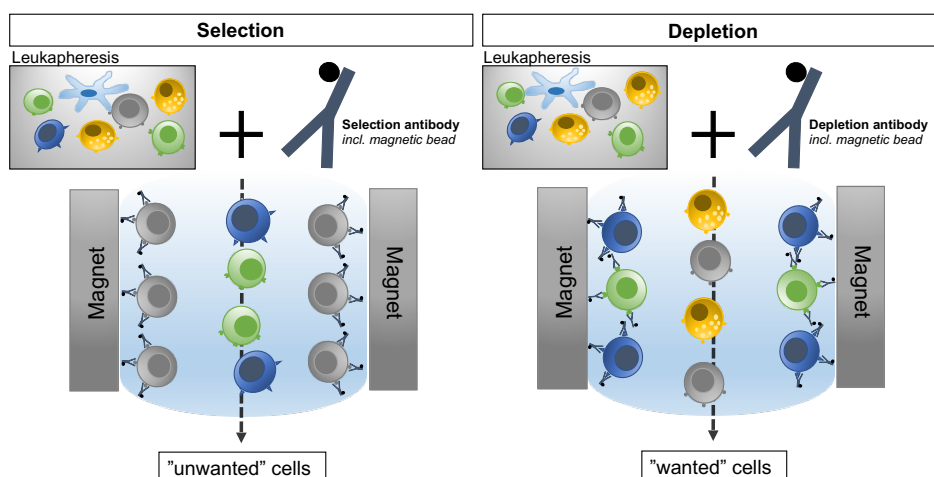 Selection
Leukapheresis
Selection antibody
incl. magnetic bead
Magnet
Magnet
”unwanted” cells
Depletion
Leukapheresis
Depletion antibody
incl. magnetic bead
Magnet
Magnet
”wanted” cells